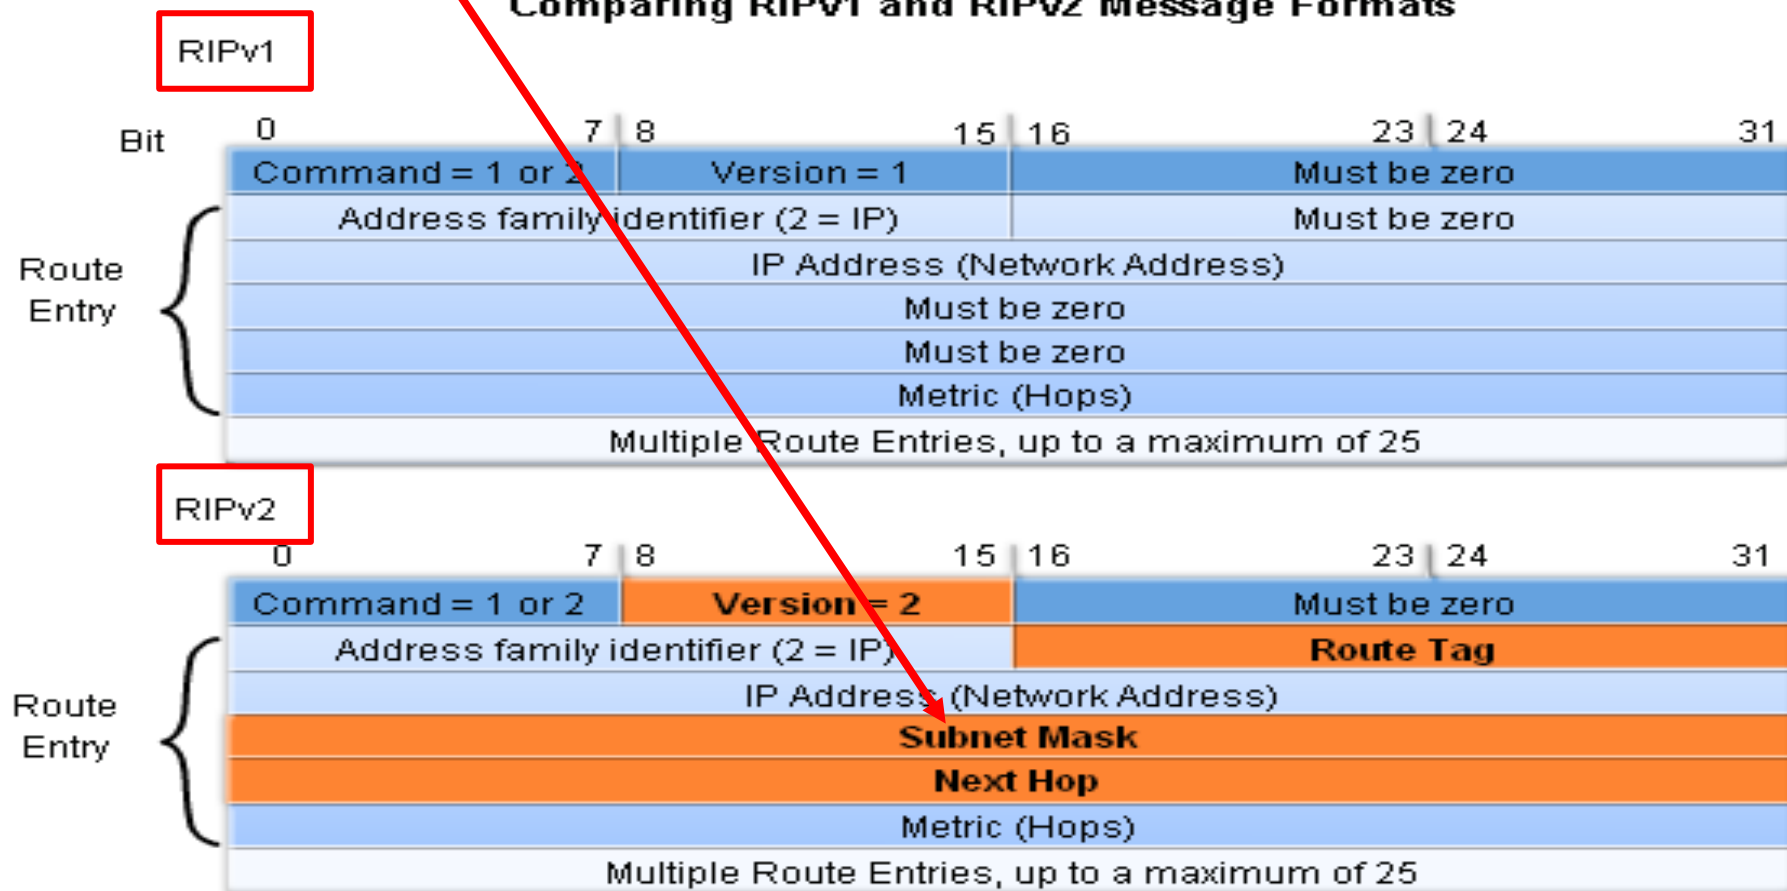 Comparing RIPv1 and RIPv2 Message Formats
RIPv1
Bit 0 7 8 15 16 23 24 31
Command = 1 or 2 Version = 1 Must be zero
Address family identifier (2 = IP) Must be zero
Route Entry
IP Address (Network Address)
Must be zero
Must be zero
Metric (Hops)
Multiple Route Entries, up to a maximum of 25
RIPv2
0 7 8 15 16 23 24 31
Command = 1 or 2 Version = 2 Must be zero
Address family identifier (2 = IP) Route Tag
Route Entry
IP Address (Network Address)
Subnet Mask
Next Hop
Metric (Hops)
Multiple Route Entries, up to a maximum of 25